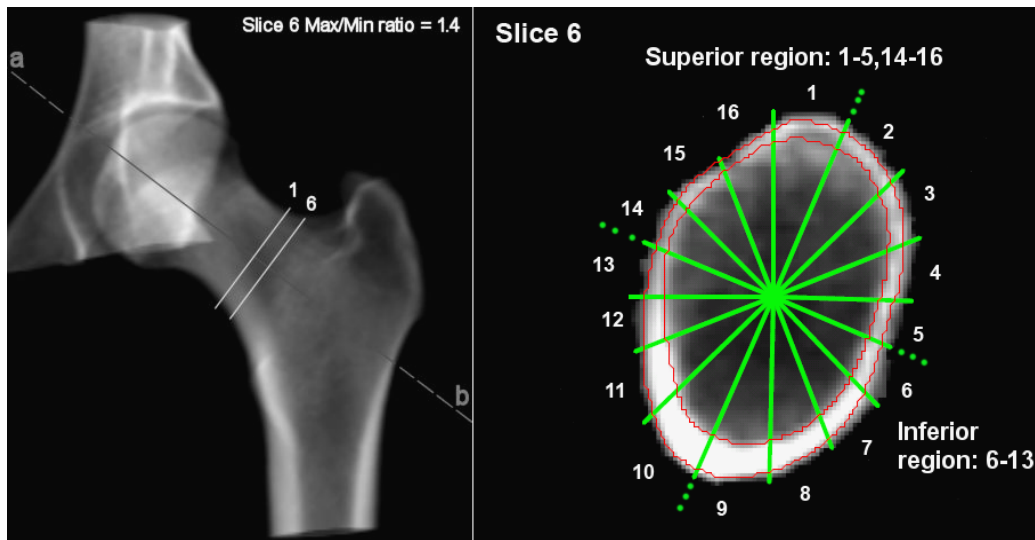 Slice 6 Max/Min ratio = 1.4
a
1
6
b
Slice 6
Superior region: 1-5,14-16
1
16
2
15
3
14
13
4
12
5
11
6
Inferior
region: 6-13
7
10
8
9